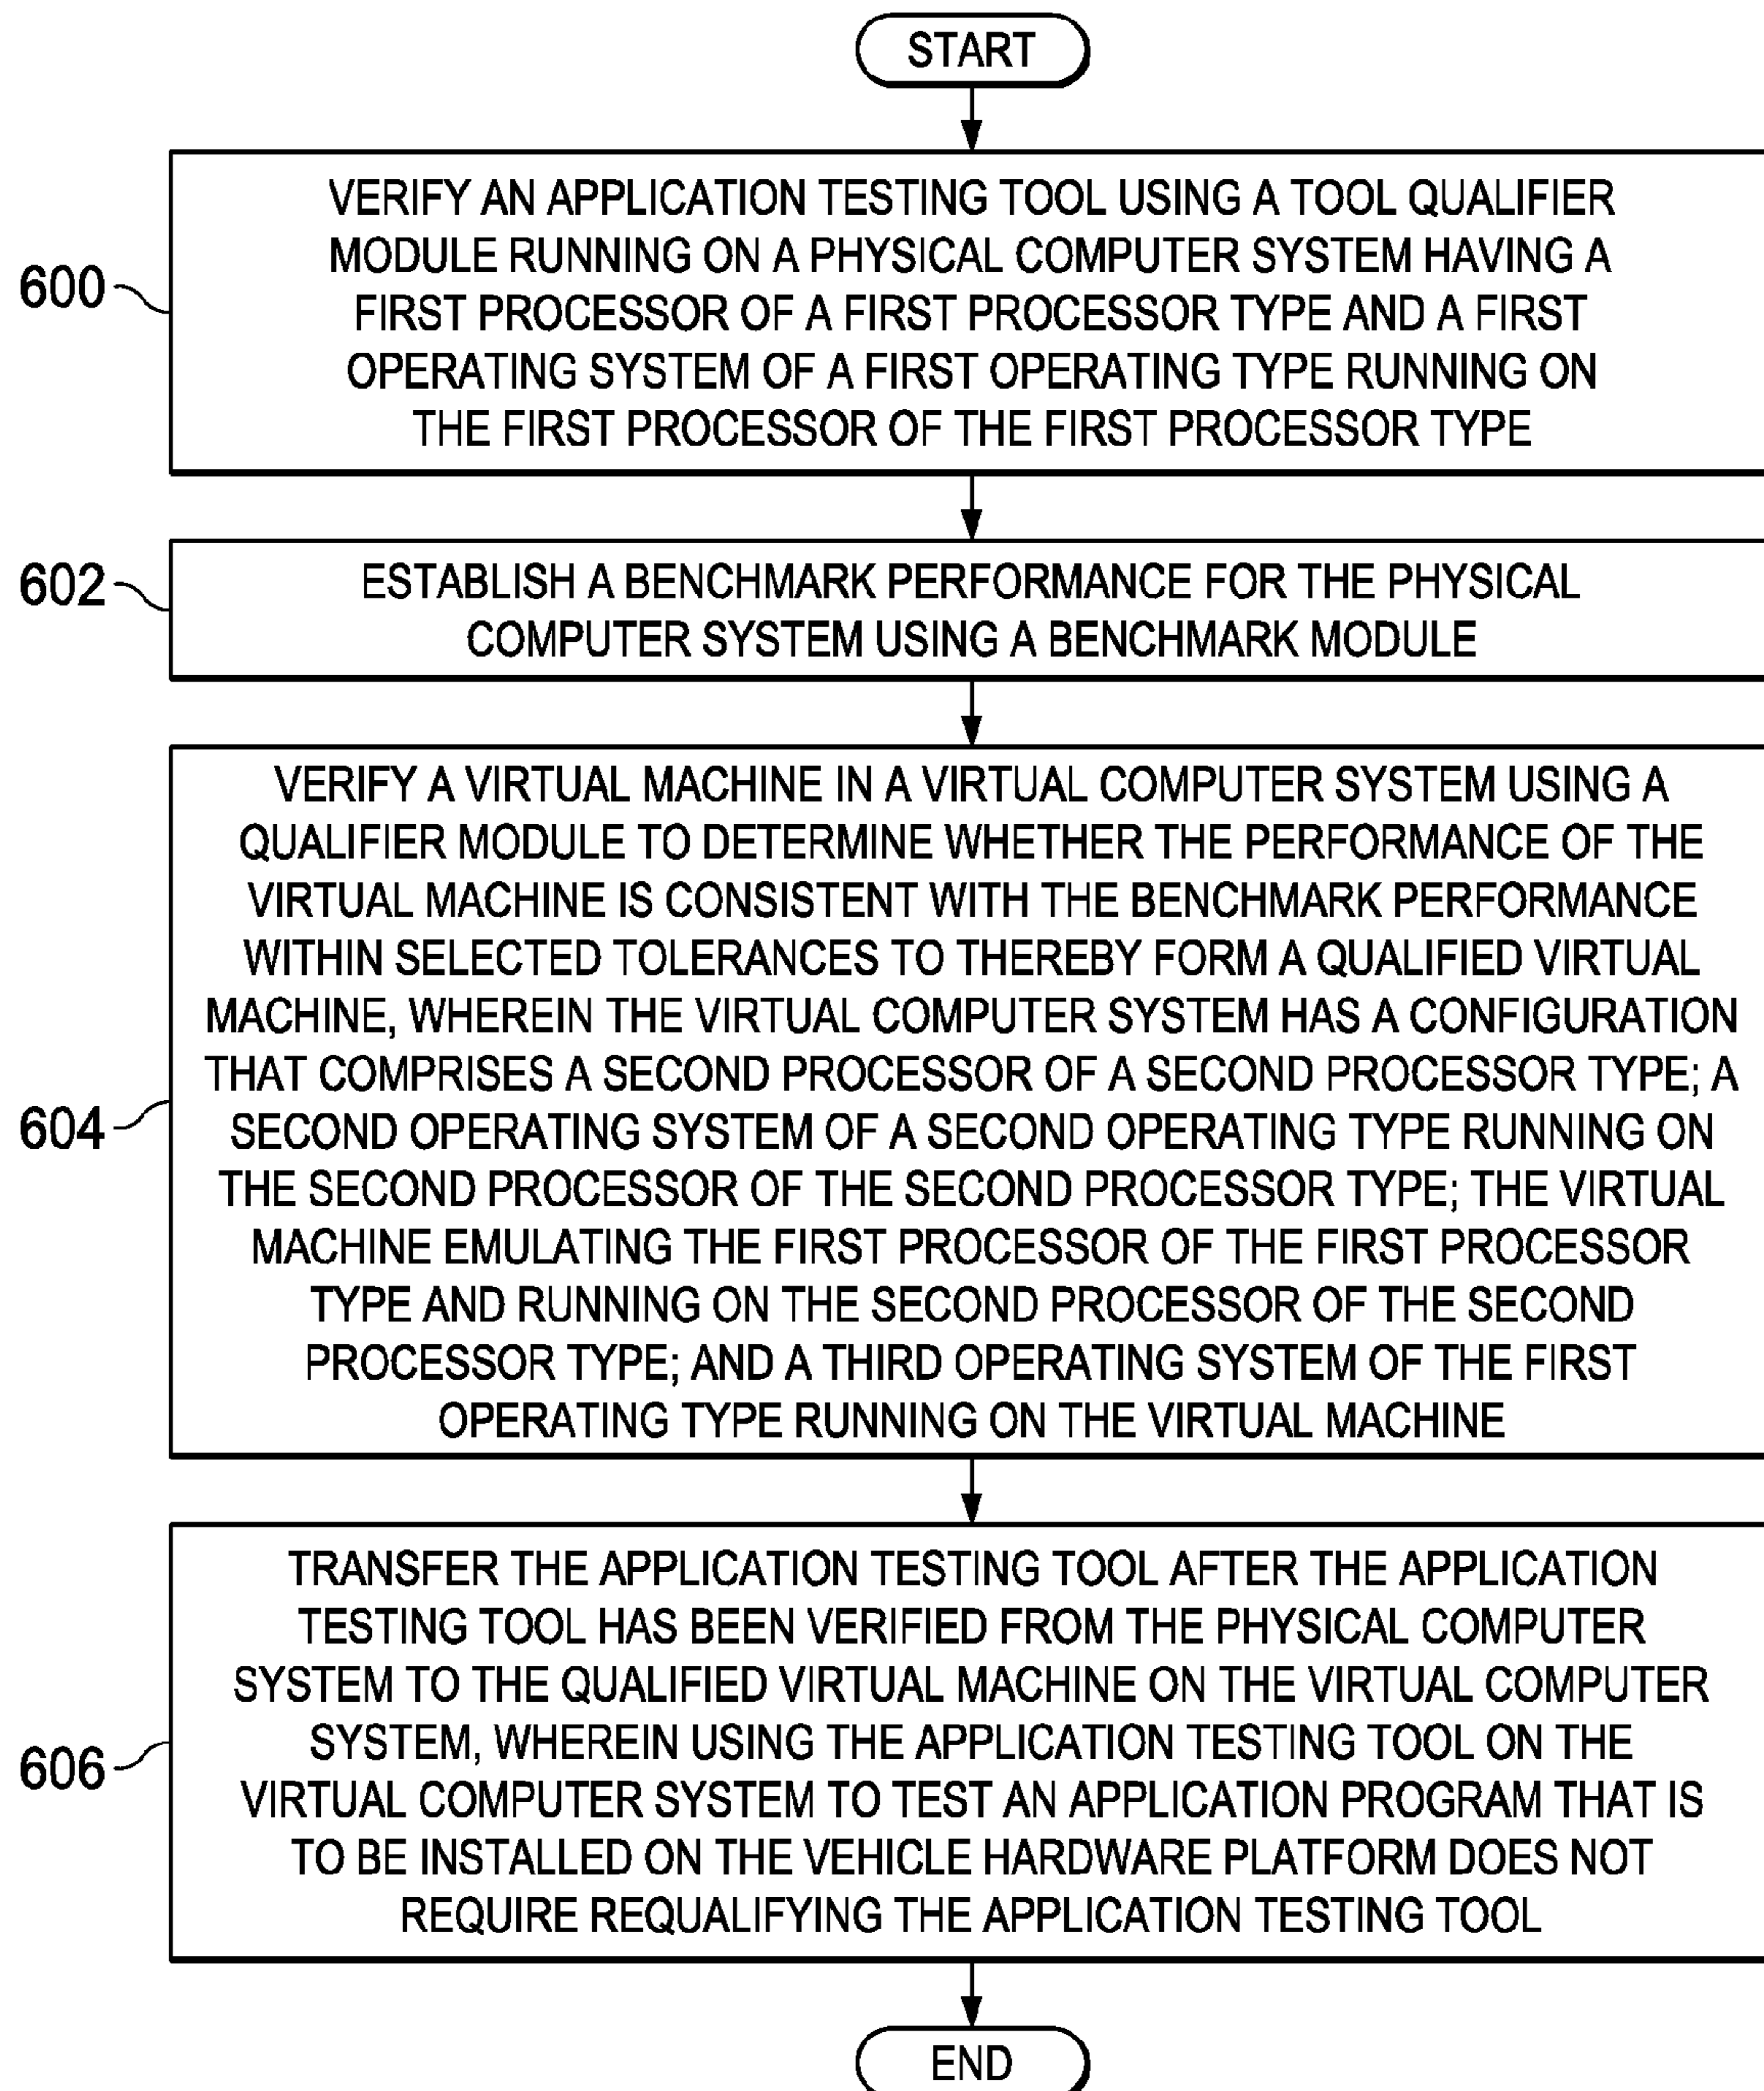 START
600
VERIFY AN APPLICATION TESTING TOOL USING A TOOL QUALIFIER
MODULE RUNNING ON A PHYSICAL COMPUTER SYSTEM HAVING A
FIRST PROCESSOR OF A FIRST PROCESSOR TYPE AND A FIRST
OPERATING SYSTEM OF A FIRST OPERATING TYPE RUNNING ON
THE FIRST PROCESSOR OF THE FIRST PROCESSOR TYPE
602
ESTABLISH A BENCHMARK PERFORMANCE FOR THE PHYSICAL
COMPUTER SYSTEM USING A BENCHMARK MODULE
604
VERIFY A VIRTUAL MACHINE IN A VIRTUAL COMPUTER SYSTEM USING A
QUALIFIER MODULE TO DETERMINE WHETHER THE PERFORMANCE OF THE
VIRTUAL MACHINE IS CONSISTENT WITH THE BENCHMARK PERFORMANCE
WITHIN SELECTED TOLERANCES TO THEREBY FORM A QUALIFIED VIRTUAL
MACHINE, WHEREIN THE VIRTUAL COMPUTER SYSTEM HAS A CONFIGURATION
THAT COMPRISES A SECOND PROCESSOR OF A SECOND PROCESSOR TYPE; A
SECOND OPERATING SYSTEM OF A SECOND OPERATING TYPE RUNNING ON
THE SECOND PROCESSOR OF THE SECOND PROCESSOR TYPE; THE VIRTUAL
MACHINE EMULATING THE FIRST PROCESSOR OF THE FIRST PROCESSOR
TYPE AND RUNNING ON THE SECOND PROCESSOR OF THE SECOND
PROCESSOR TYPE; AND A THIRD OPERATING SYSTEM OF THE FIRST
OPERATING TYPE RUNNING ON THE VIRTUAL MACHINE
606
TRANSFER THE APPLICATION TESTING TOOL AFTER THE APPLICATION
TESTING TOOL HAS BEEN VERIFIED FROM THE PHYSICAL COMPUTER
SYSTEM TO THE QUALIFIED VIRTUAL MACHINE ON THE VIRTUAL COMPUTER
SYSTEM, WHEREIN USING THE APPLICATION TESTING TOOL ON THE
VIRTUAL COMPUTER SYSTEM TO TEST AN APPLICATION PROGRAM THAT IS
TO BE INSTALLED ON THE VEHICLE HARDWARE PLATFORM DOES NOT
REQUIRE REQUALIFYING THE APPLICATION TESTING TOOL
END